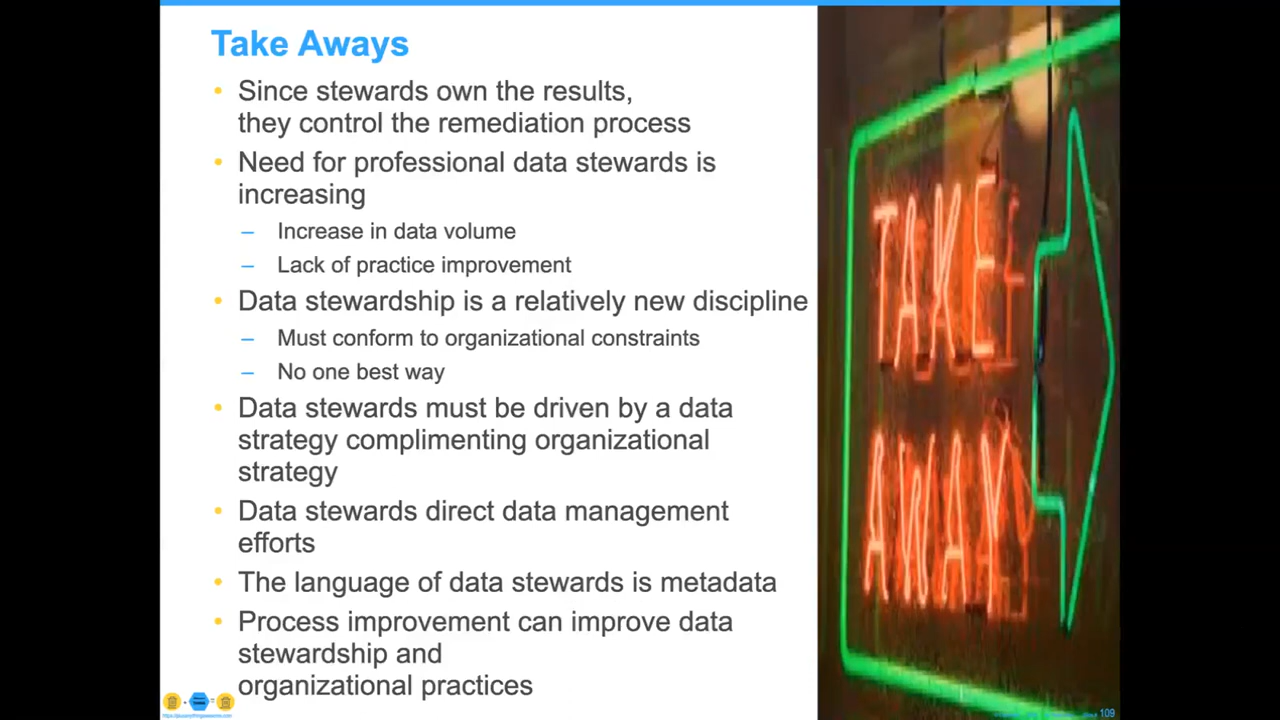 Take Aways
• Since stewards own the results,
they control the remediation process
• Need for professional data stewards is
increasing
– Increase in data volume
– Lack of practice improvement
• Data stewardship is a relatively new discipline
– Must conform to organizational constraints
– No one best way
• Data stewards must be driven by a data
strategy complimenting organizational
strategy
• Data stewards direct data management
efforts
• The language of data stewards is metadata
• Process improvement can improve data
stewardship and
organizational practices
TAKE
AWAY
109